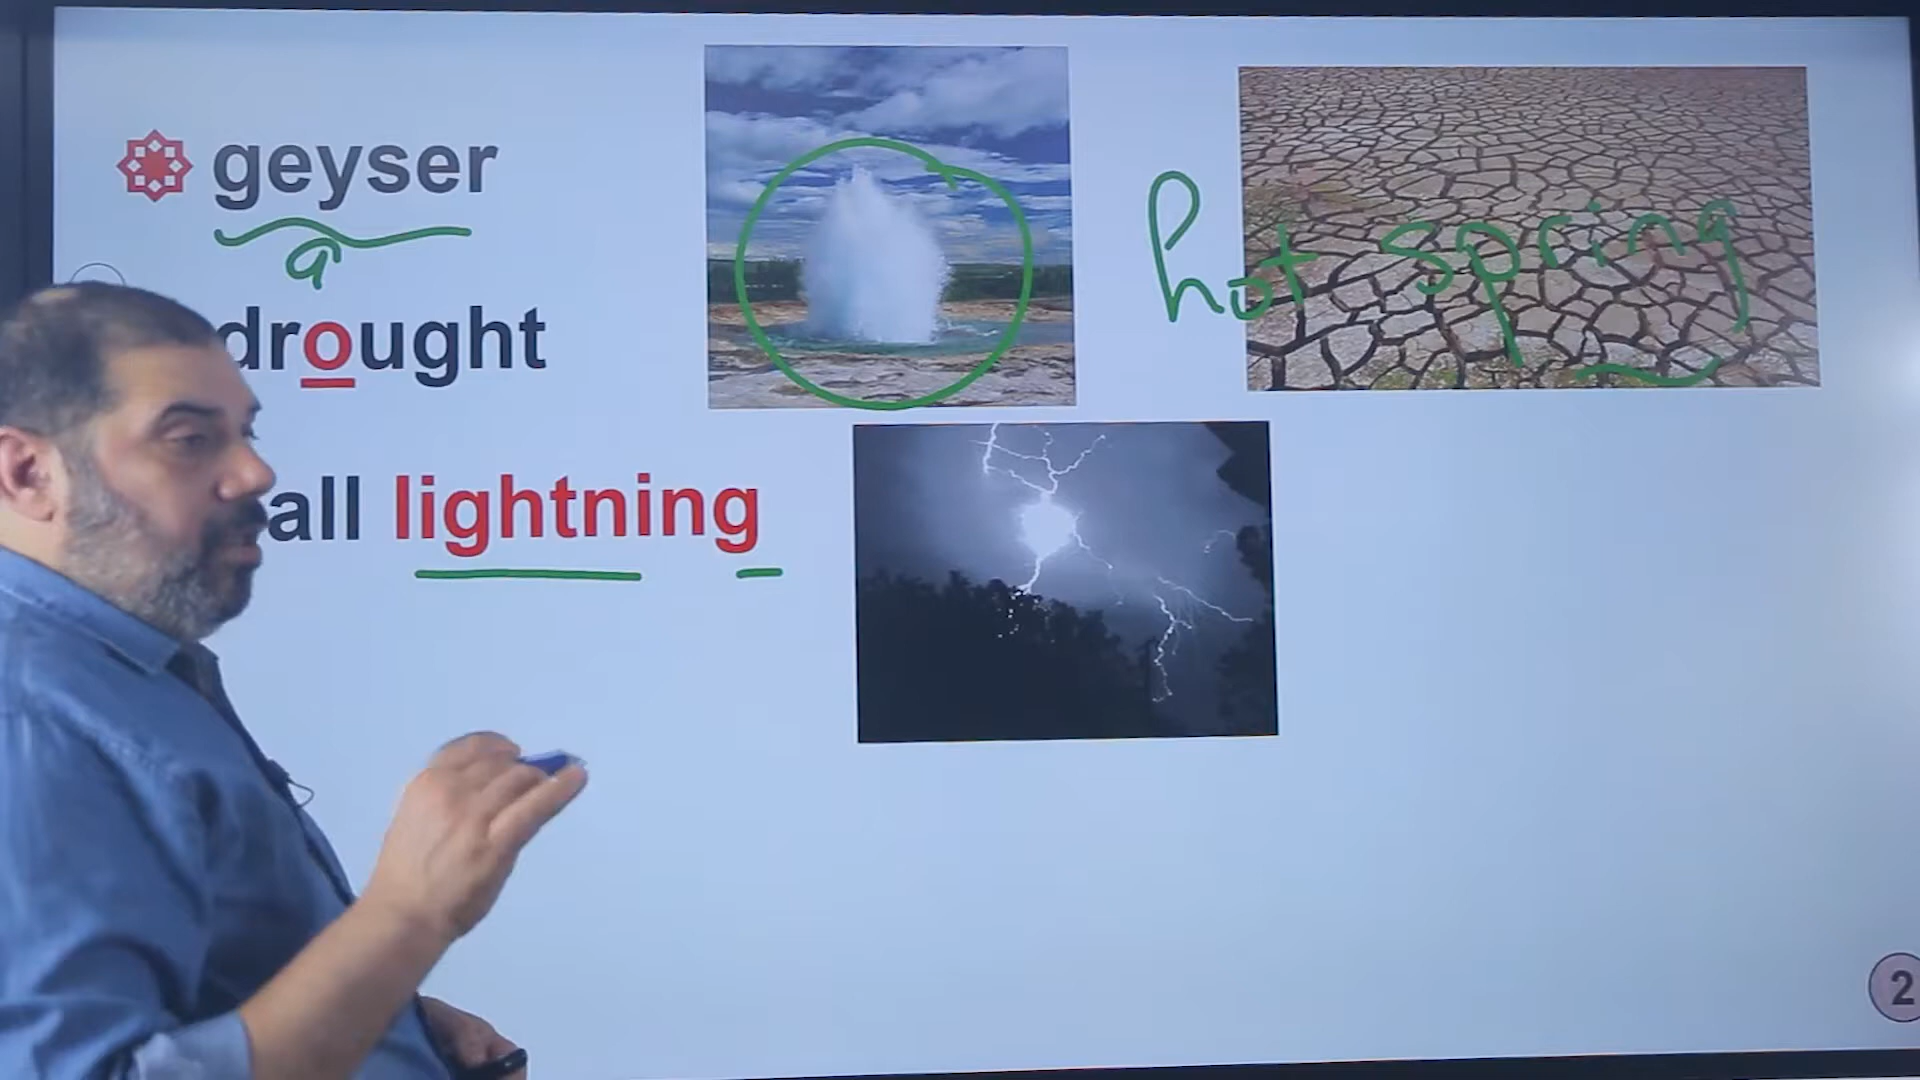 geyser
a
hot spring
drought
all lightning
2